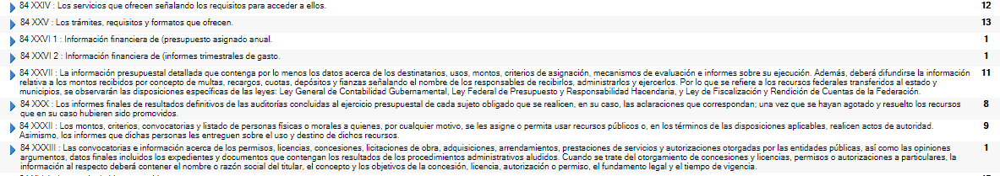 84 XXIV : Los servicios que ofrecen señalando los requisitos para acceder a ellos. 12
84 XXV : Los trámites, requisitos y formatos que ofrecen. 13
84 XXVI 1 : Información financiera de (presupuesto asignado anual. 1
84 XXVI 2 : Información financiera de (informes trimestrales de gasto. 1
84 XXVII : La información presupuestal detallada que contenga por lo menos los datos acerca de los destinatarios, usos, montos, criterios de asignación, mecanismos de evaluación e informes sobre su ejecución. Además, deberá difundirse la información 11
relativa a los montos recibidos por concepto de multas, recargos, cuotas, depósitos y fianzas señalando el nombre de los responsables de recibirlos, administrarlos y ejercerlos. Por lo que se refiere a los recursos federales transferidos al estado y
municipios, se observarán las disposiciones específicas de las leyes: Ley General de Contabilidad Gubernamental, Ley Federal de Presupuesto y Responsabilidad Hacendaria, y Ley de Fiscalización y Rendición de Cuentas de la Federación.
84 XXX : Los informes finales de resultados definitivos de las auditorías concluidas al ejercicio presupuestal de cada sujeto obligado que se realicen, en su caso, las aclaraciones que correspondan; una vez que se hayan agotado y resuelto los recursos 8
que en su caso hubieren sido promovidos.
84 XXXII : Los montos, criterios, convocatorias y listado de personas físicas o morales a quienes, por cualquier motivo, se les asigne o permita usar recursos públicos o, en los términos de las disposiciones aplicables, realicen actos de autoridad. 9
Asimismo, los informes que dichas personas les entreguen sobre el uso y destino de dichos recursos.
84 XXXIII : Las convocatorias e información acerca de los permisos, licencias, concesiones, licitaciones de obra, adquisiciones, arrendamientos, prestaciones de servicios y autorizaciones otorgadas por las entidades públicas, así como las opiniones 1
argumentos, datos finales incluidos los expedientes y documentos que contengan los resultados de los procedimientos administrativos aludidos. Cuando se trate del otorgamiento de concesiones y licencias, permisos o autorizaciones a particulares, la
información al respecto deberá contener el nombre o razón social del titular, el concepto y los objetivos de la concesión, licencia, autorización o permiso, el fundamento legal y el tiempo de vigencia.